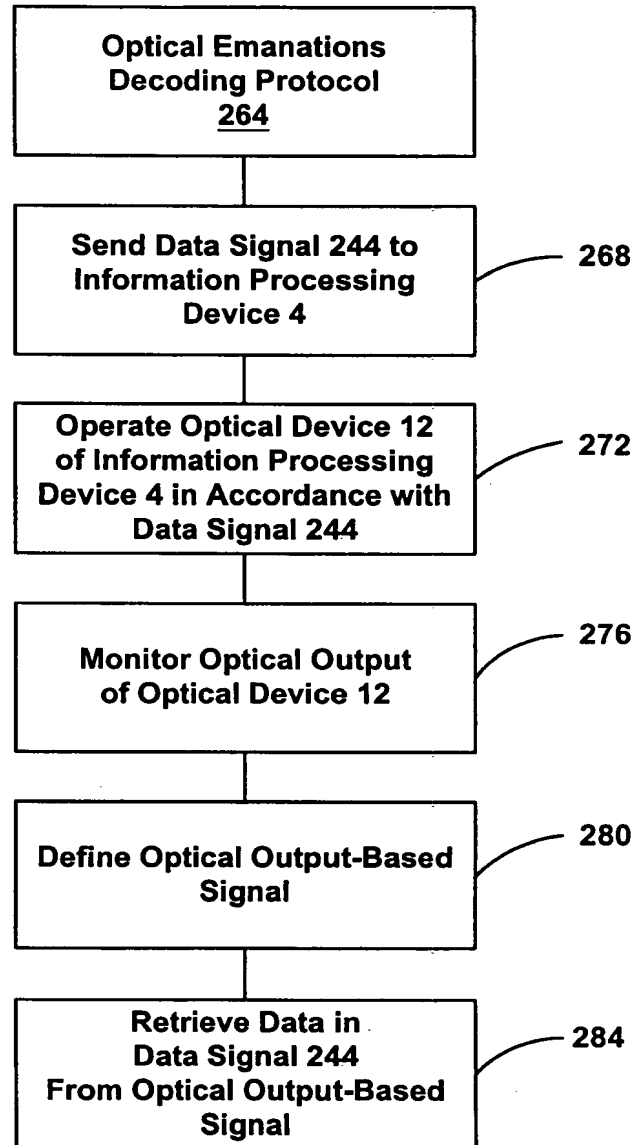 Optical Emanations
Decoding Protocol
264
Send Data Signal 244 to
Information Processing
Device 4
268
Operate Optical Device 12
of Information Processing
Device 4 in Accordance with
Data Signal 244
272
Monitor Optical Output
of Optical Device 12
276
Define Optical Output-Based
Signal
280
Retrieve Data in
Data Signal 244
From Optical Output-Based
Signal
284